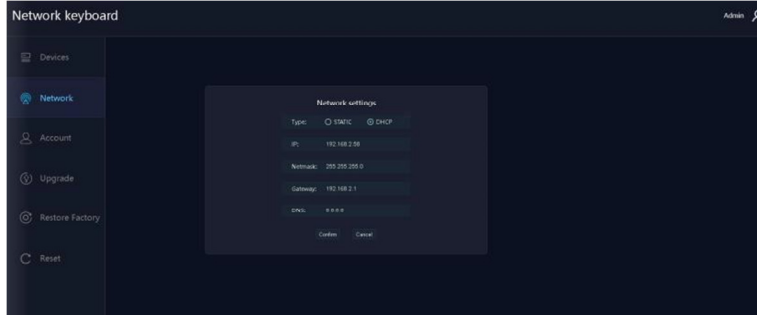 Network keyboard
Admin
Devices
Network
Account
Upgrade
Restore Factory
Reset
Network settings
Type: STATIC DHCP
IP: 192.168.2.58
Netmask: 255.255.255.0
Gateway: 192.168.2.1
DNS:
Confirm Cancel